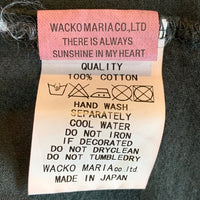 WACKO MARIA CO.,LTD
THERE IS ALWAYS
SUNSHINE IN MY HEART
QUALITY
100% COTTON
HAND WASH
SEPARATELY
COOL WATER
DO NOT IRON
IF DECORATED
DO NOT DRYCLEAN
DO NOT TUMBLEDRY
WACKO MARIA co.ltd
MADE IN JAPAN